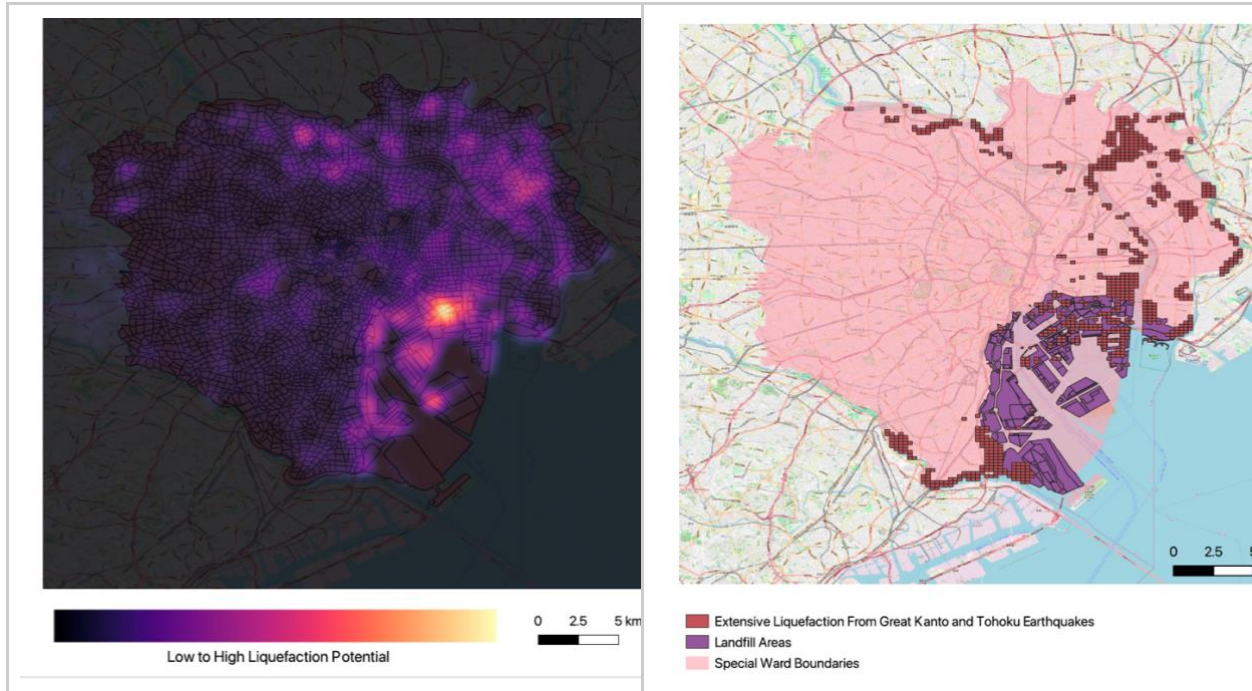 0 2.5 5 km
Low to High Liquefaction Potential
0 2.5 5
Extensive Liquefaction From Great Kanto and Tohoku Earthquakes
Landfill Areas
Special Ward Boundaries